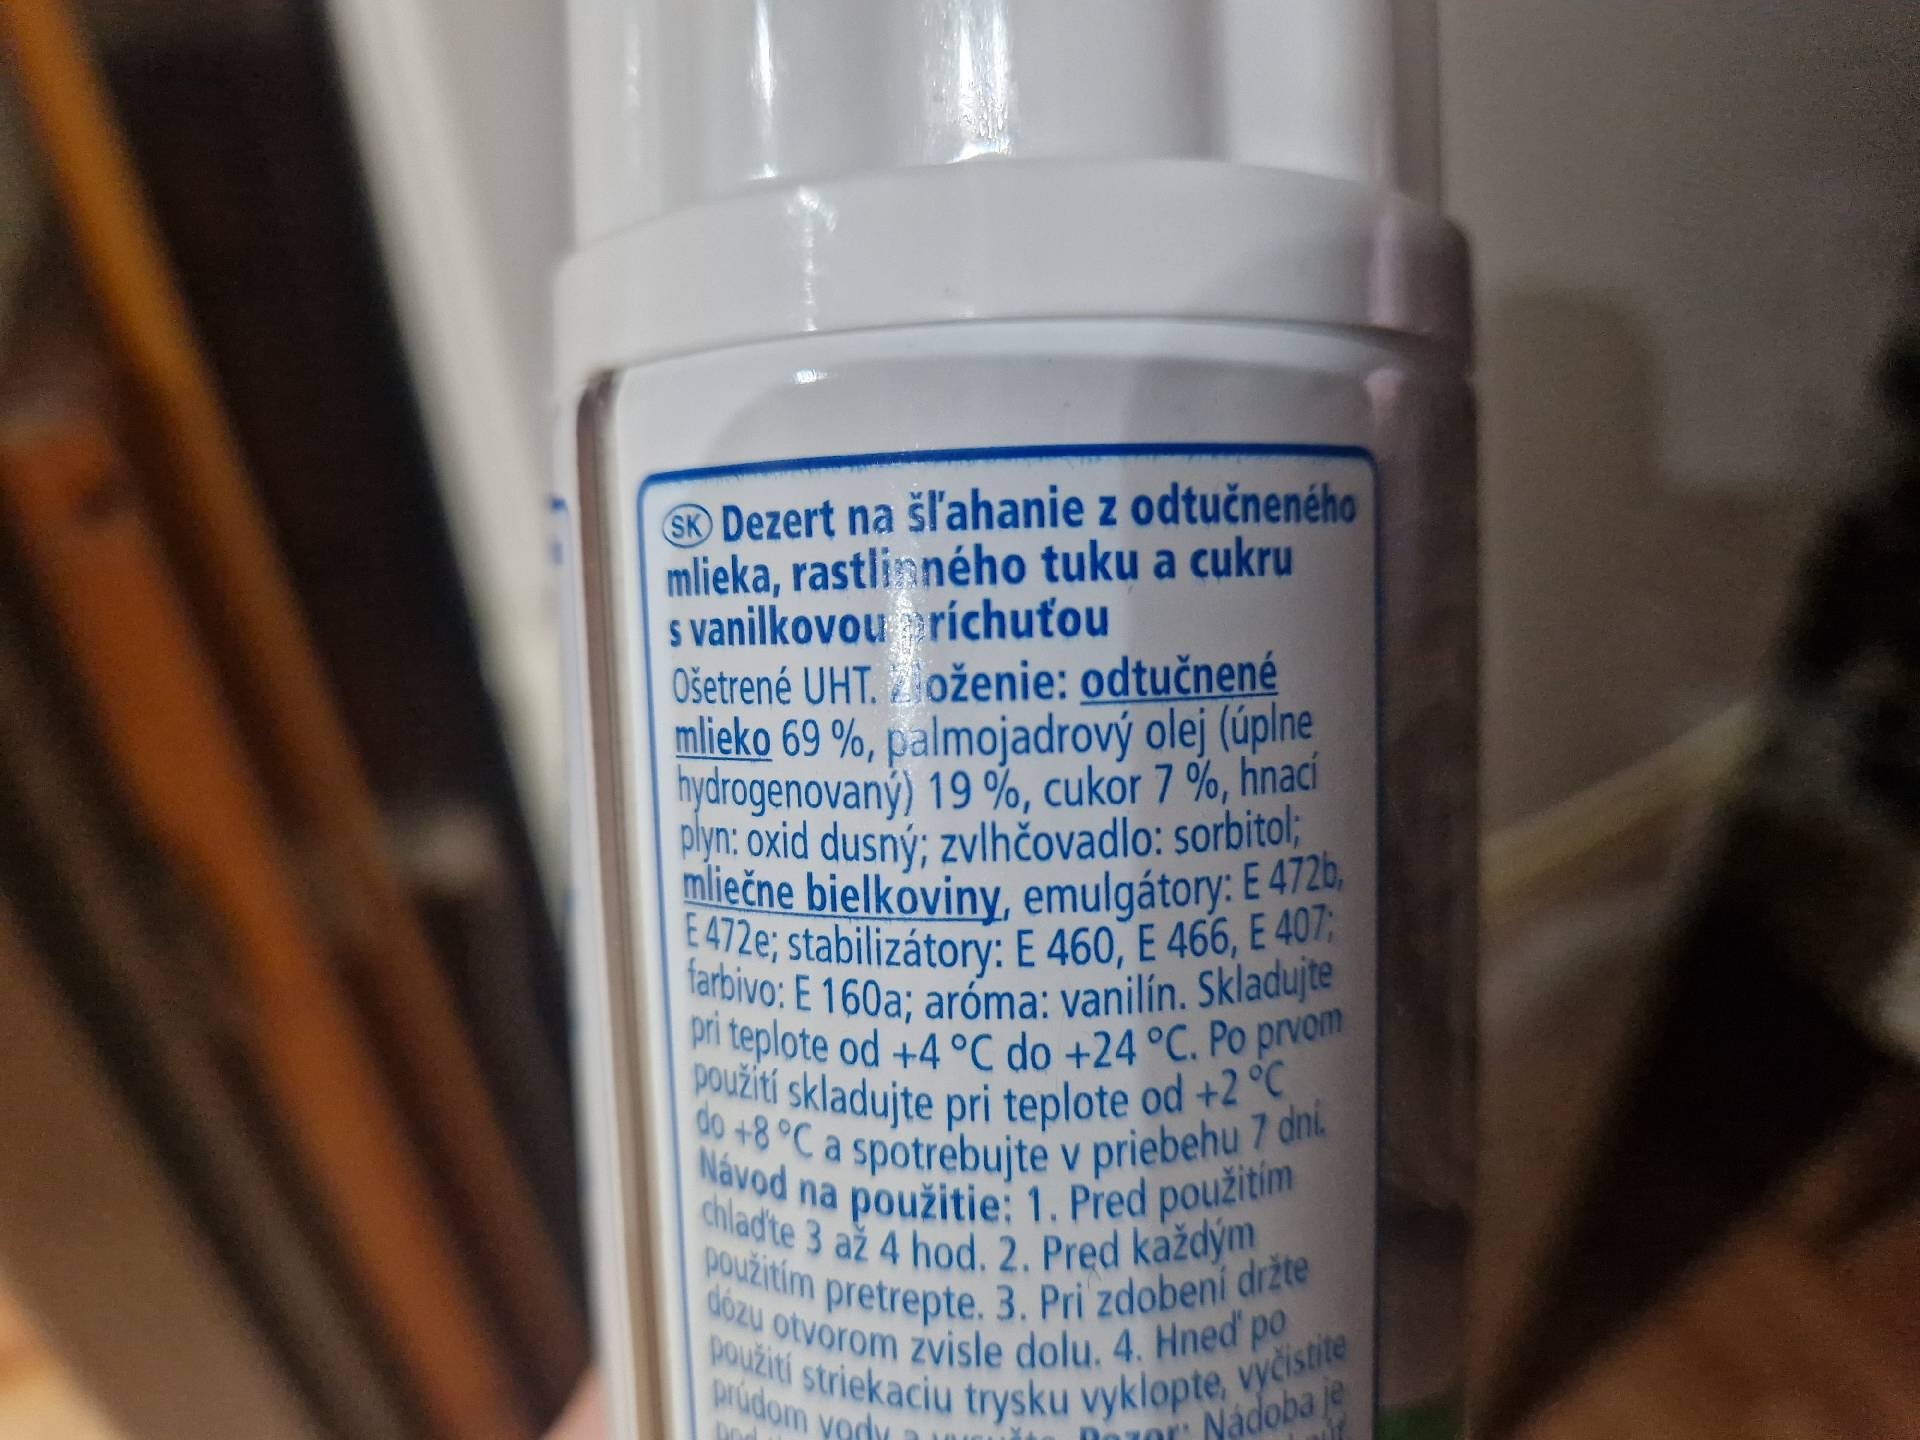 SK Dezert na šľahanie z odtučneného
mlieka, rastlinného tuku a cukru
s vanilkovou príchuťou
Ošetrené UHT. Zloženie: odtučnené
mlieko 69 %, palmojadrový olej (úplne
hydrogenovaný) 19 %, cukor 7 %, hnací
plyn: oxid dusný; zvlhčovadlo: sorbitol;
mliečne bielkoviny, emulgátory: E 472b,
E 472e; stabilizátory: E 460, E 466, E 407;
farbivo: E 160a; aróma: vanilín. Skladujte
pri teplote od +4 °C do +24 °C. Po prvom
použití skladujte pri teplote od +2 °C
do +8 °C a spotrebujte v priebehu 7 dní.
Návod na použitie: 1. Pred použitím
chlaďte 3 až 4 hod. 2. Pred každým
použitím pretrepte. 3. Pri zdobení držte
dózu otvorom zvisle dolu. 4. Hneď po
použití striekaciu trysku vyklopte, vyčistite
prúdom vody a Pozor: Nádoba je